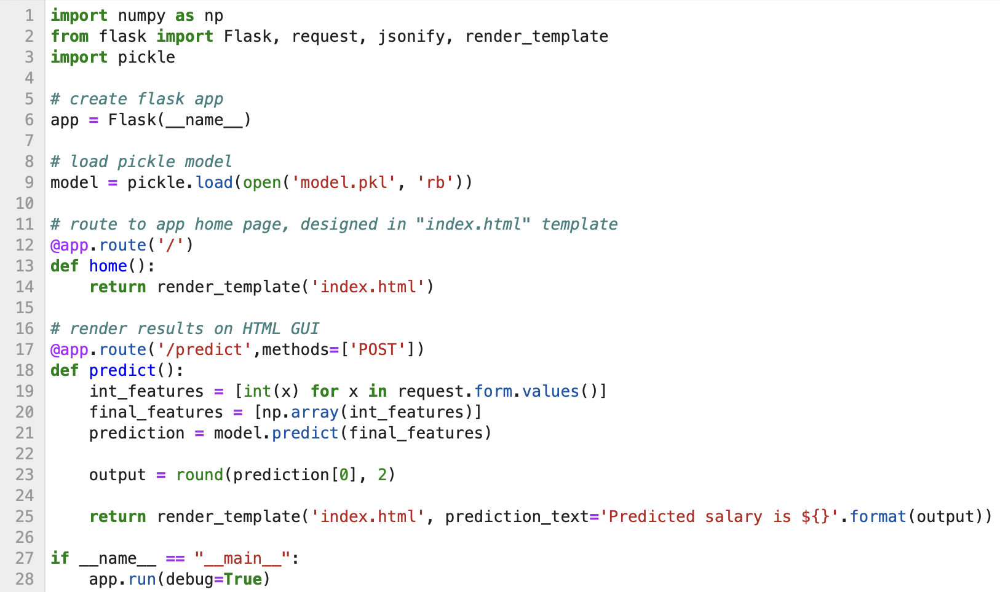 1 import numpy as np
2 from flask import Flask, request, jsonify, render_template
3 import pickle
4
5 # create flask app
6 app = Flask(__name__)
7
8 # load pickle model
9 model = pickle.load(open('model.pkl', 'rb'))
10
11 # route to app home page, designed in "index.html" template
12 @app.route('/')
13 def home():
14     return render_template('index.html')
15
16 # render results on HTML GUI
17 @app.route('/predict',methods=['POST'])
18 def predict():
19     int_features = [int(x) for x in request.form.values()]
20     final_features = [np.array(int_features)]
21     prediction = model.predict(final_features)
22
23     output = round(prediction[0], 2)
24
25     return render_template('index.html', prediction_text='Predicted salary is ${}'.format(output))
26
27 if __name__ == "__main__":
28     app.run(debug=True)